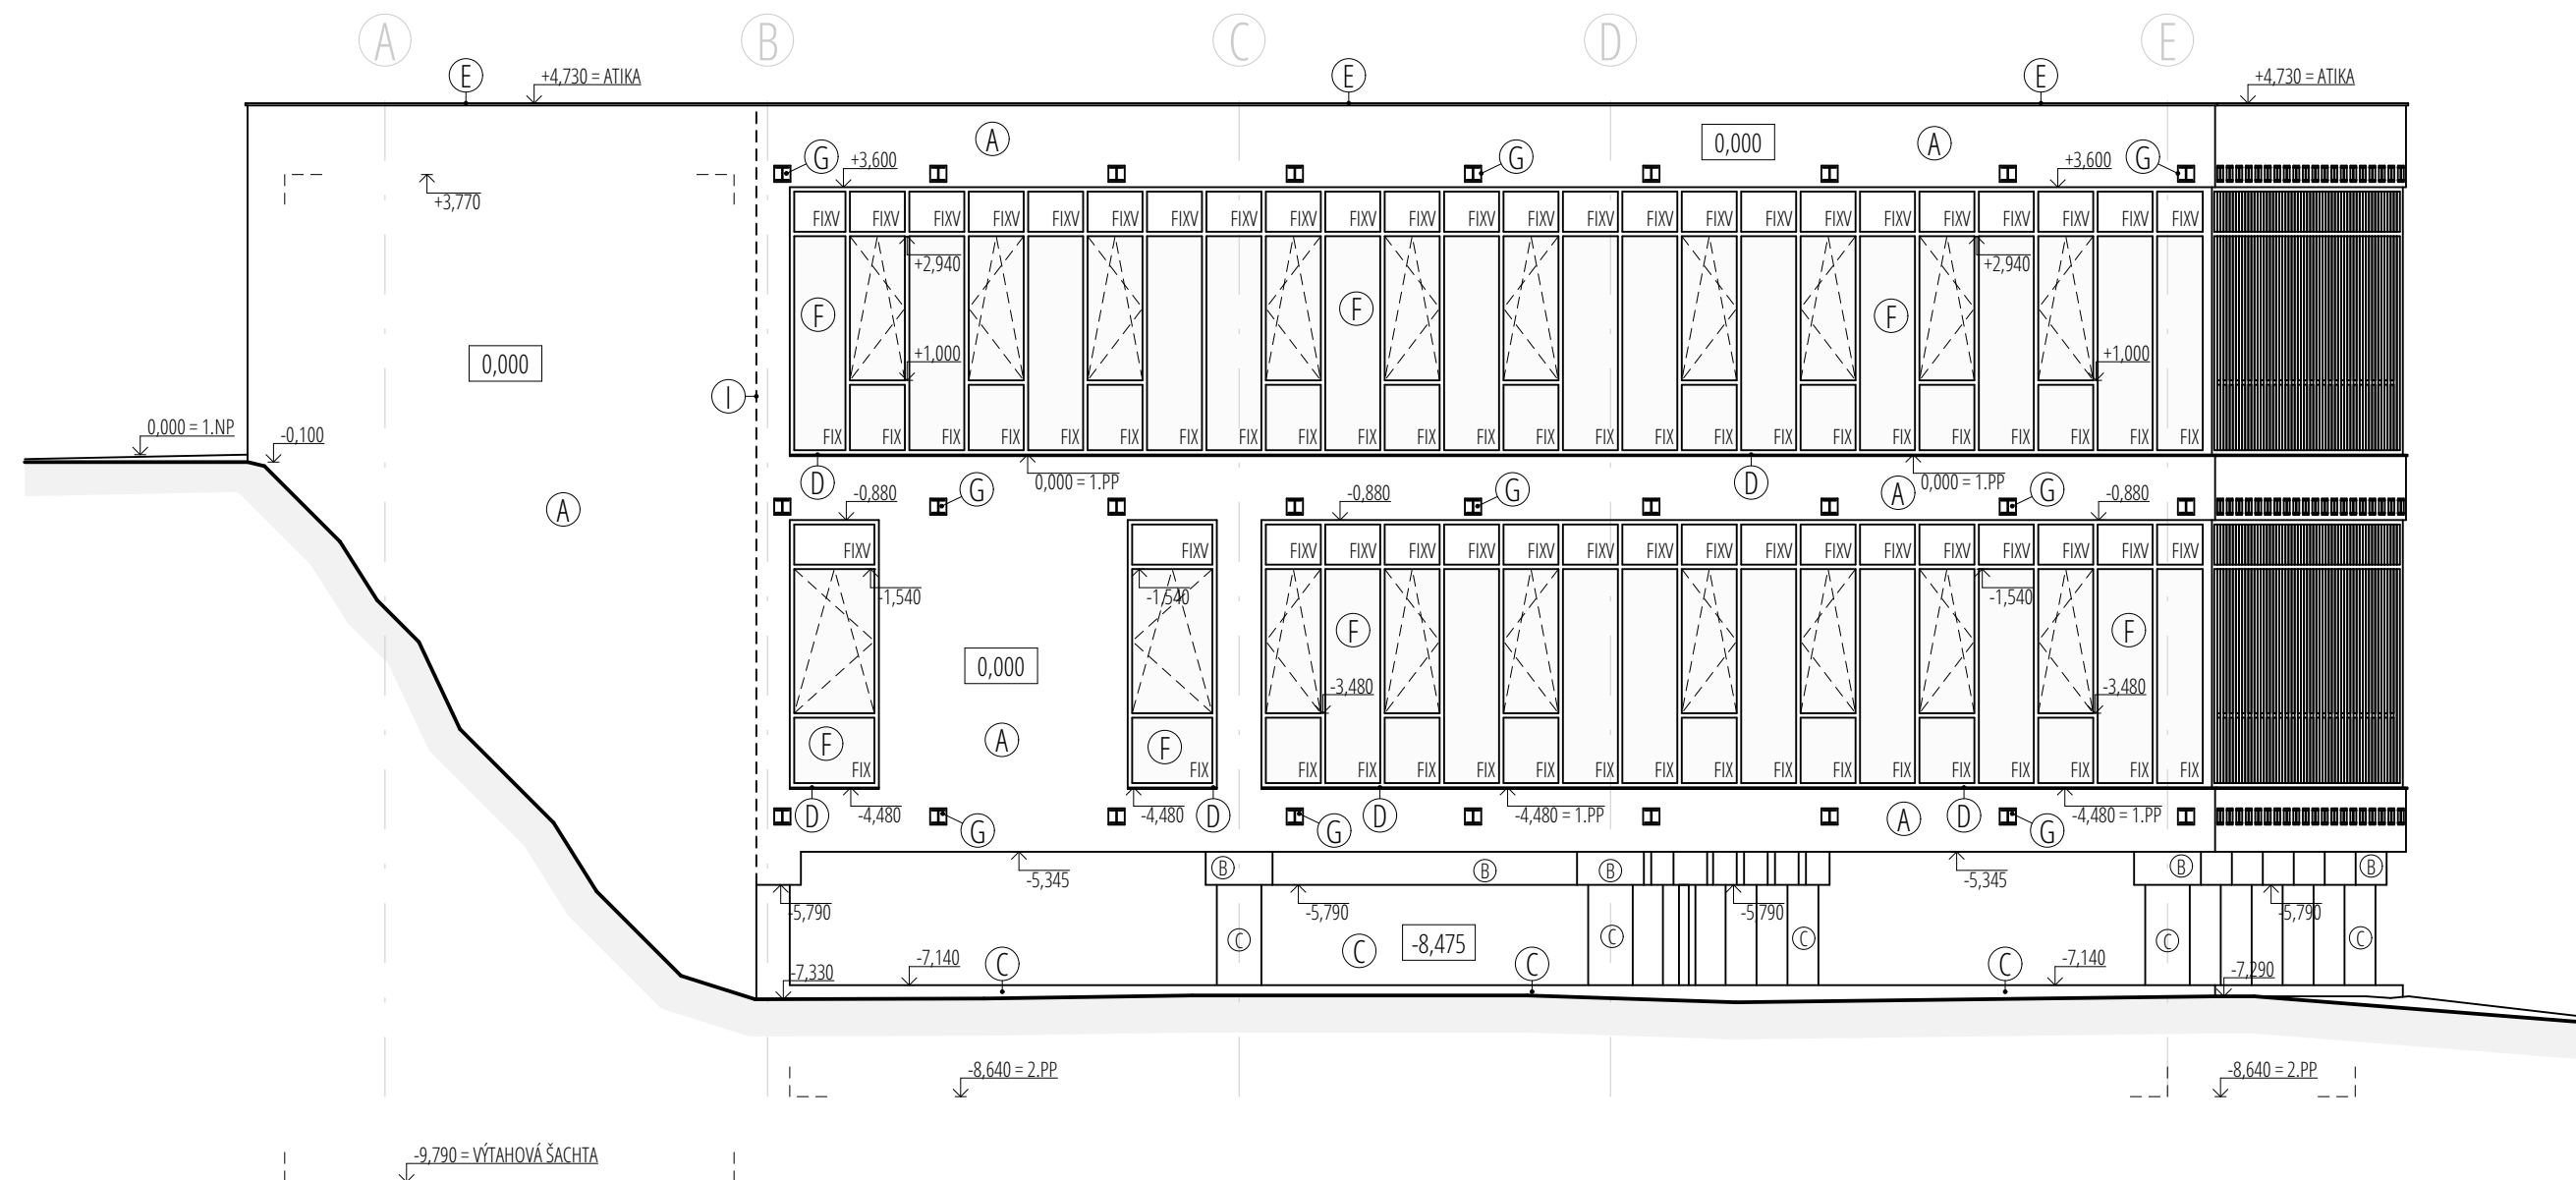 A B C D E
E E E
+4,730 = ATIKA +4,730 = ATIKA
A 0,000 A
G +3,600 G +3,600 G
+3,770
FIXV FIXV FIXV FIXV FIXV FIXV FIXV FIXV FIXV FIXV FIXV FIXV FIXV FIXV FIXV FIXV FIXV FIXV FIXV FIXV FIXV FIXV FIXV FIXV
+2,940 +2,940
F F F
0,000 +1,000 +1,000
I
0,000 = 1.NP -0,100 FIX FIX FIX FIX FIX FIX FIX FIX FIX FIX FIX FIX FIX FIX FIX FIX FIX FIX FIX FIX FIX FIX FIX FIX
D 0,000 = 1.PP D 0,000 = 1.PP
-0,880 G -0,880 G A G -0,880
A
FIXV FIXV FIXV FIXV FIXV FIXV FIXV FIXV FIXV FIXV FIXV FIXV FIXV FIXV FIXV FIXV FIXV FIXV
-1,540 -1,540 -1,540
F F
0,000
-3,480 -3,480
F A F
FIX FIX FIX FIX FIX FIX FIX FIX FIX FIX FIX FIX FIX FIX FIX FIX FIX FIX
D -4,480 -4,480 D D -4,480 = 1.PP A D -4,480 = 1.PP
G G G
B B B B B
-5,345 -5,345
-5,790 -5,790 -5,790 -5,790
C C -8,475 C C C C
-7,330 -7,140 C C C -7,140 -7,290
-8,640 = 2.PP -8,640 = 2.PP
-9,790 = VÝTAHOVÁ ŠACHTA